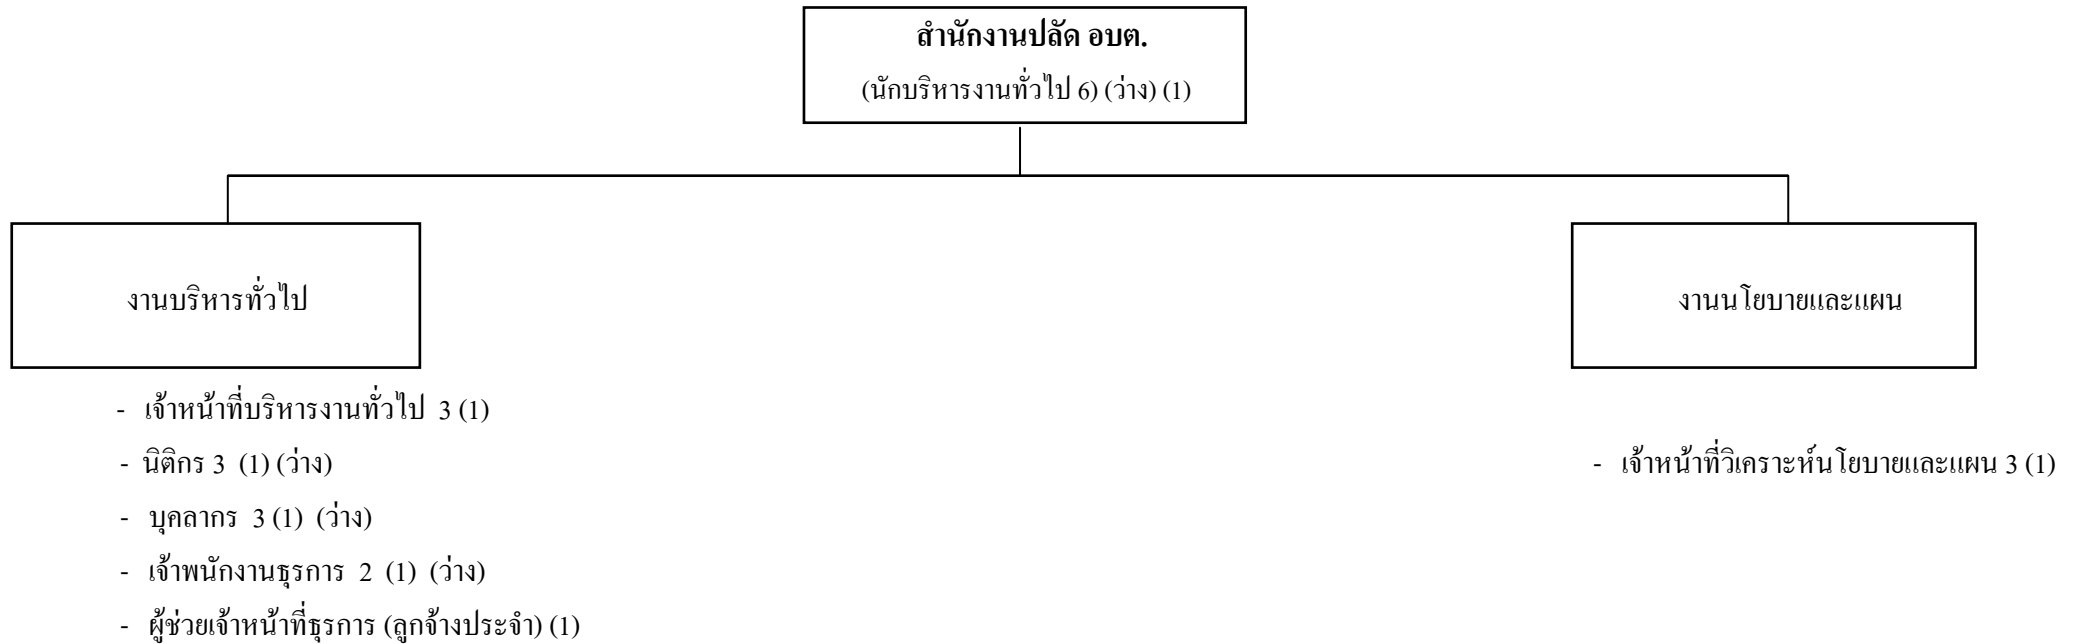 สำนักงานปลัด อบต.
(นักบริหารงานทั่วไป 6) (ว่าง) (1)
งานบริหารทั่วไป
งานนโยบายและแผน
- เจ้าหน้าที่บริหารงานทั่วไป 3 (1)
- นิติกร 3 (1) (ว่าง)
- บุคลากร 3 (1) (ว่าง)
- เจ้าพนักงานธุรการ 2 (1) (ว่าง)
- ผู้ช่วยเจ้าหน้าที่ธุรการ (ลูกจ้างประจำ) (1)
- เจ้าหน้าที่วิเคราะห์นโยบายและแผน 3 (1)